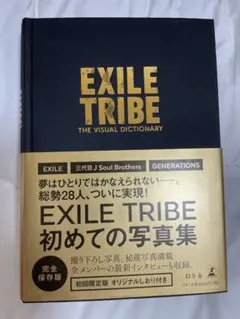 EXILE
TRIBE
THE VISUAL DICTIONARY
EXILE 三代目 J Soul Brothers GENERATIONS
夢はひとりではかなえられない——。
総勢28人、ついに実現!
EXILE TRIBE
初めての写真集
完全保存版
撮り下ろし写真、秘蔵写真満載
全メンバーの最新インタビューも収録。
初回限定版 オリジナルしおり付き
幻冬舎